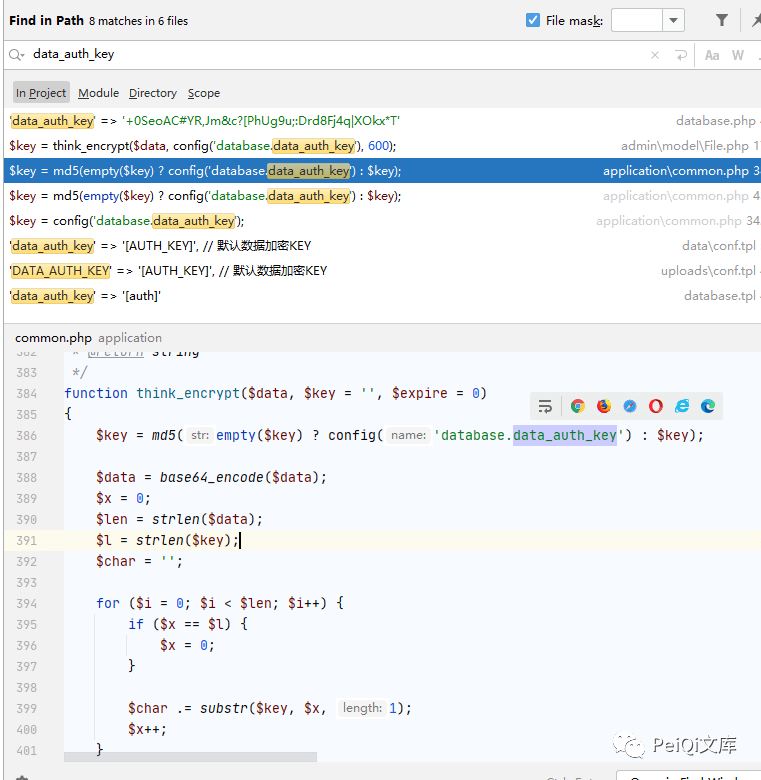 Find in Path 8 matches in 6 files
File mask:
data_auth_key
Aa W
In Project Module Directory Scope
'data_auth_key' => '+0SeoAC#YR,Jm&c?[PhUg9u;:Drd8Fj4q|XOkx*T' database.php
$key = think_encrypt($data, config('database.data_auth_key'), 600); admin\model\File.php
$key = md5(empty($key) ? config('database.data_auth_key') : $key); application\common.php
$key = md5(empty($key) ? config('database.data_auth_key') : $key); application\common.php
$key = config('database.data_auth_key'); application\common.php
'data_auth_key' => '[AUTH_KEY]', // 默认数据加密KEY data\conf.tpl
'DATA_AUTH_KEY' => '[AUTH_KEY]', // 默认数据加密KEY uploads\conf.tpl
'data_auth_key' => '[auth]' database.tpl
common.php application
382 * @return string
383 */
384 function think_encrypt($data, $key = '', $expire = 0)
385 {
386 $key = md5( str: empty($key) ? config( name: 'database.data_auth_key') : $key);
387
388 $data = base64_encode($data);
389 $x = 0;
390 $len = strlen($data);
391 $l = strlen($key);
392 $char = '';
393
394 for ($i = 0; $i < $len; $i++) {
395 if ($x == $l) {
396 $x = 0;
397 }
398
399 $char .= substr($key, $x, length: 1);
400 $x++;
401 }
PeiQi文库